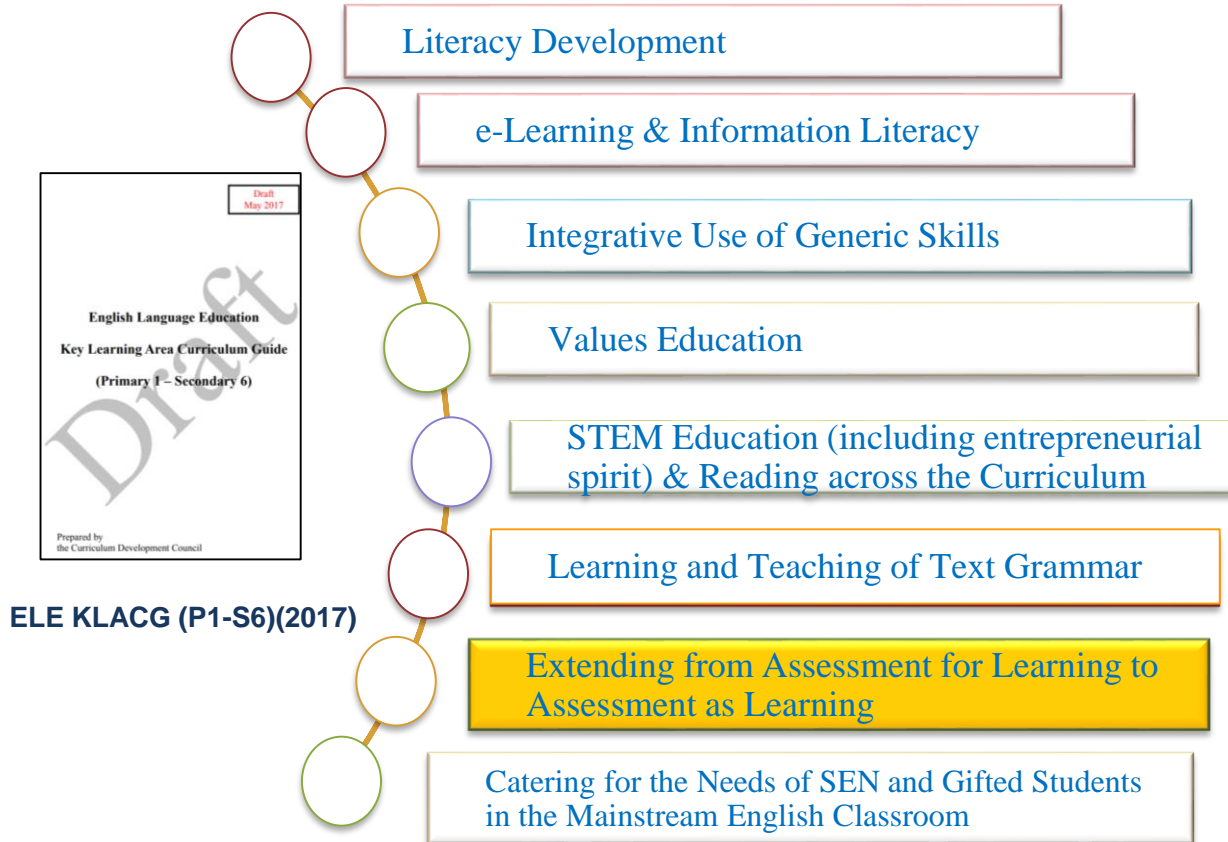 Literacy Development
e-Learning & Information Literacy
Draft
May 2017
Integrative Use of Generic Skills
English Language Education
Key Learning Area Curriculum Guide
(Primary 1 – Secondary 6)
Draft
Values Education
STEM Education (including entrepreneurial
spirit) & Reading across the Curriculum
Prepared by
the Curriculum Development Council
Learning and Teaching of Text Grammar
ELE KLACG (P1-S6)(2017)
Extending from Assessment for Learning to
Assessment as Learning
Catering for the Needs of SEN and Gifted Students
in the Mainstream English Classroom